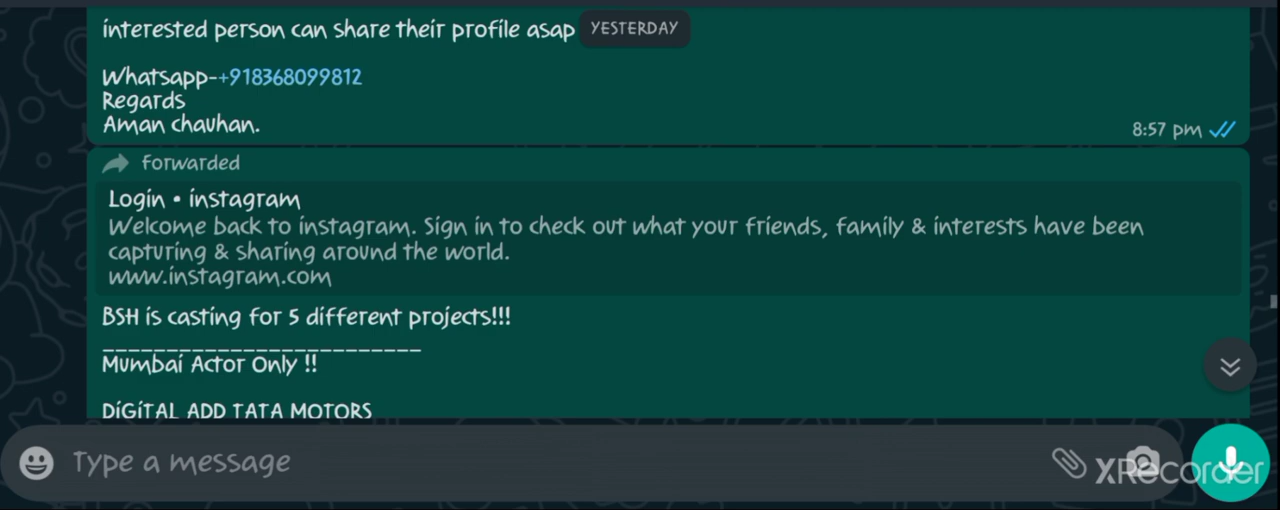 interested person can share their profile asap
YESTERDAY
Whatsapp-+918368099812
Regards
Aman chauhan.
8:57 pm
forwarded
Login • instagram
Welcome back to instagram. Sign in to check out what your friends, family & interests have been
capturing & sharing around the world.
www.instagram.com
BSH is casting for 5 different projects!!!
_________________________
Mumbai Actor Only !!
DIGITAL ADD TATA MOTORS
Type a message
XRecorder